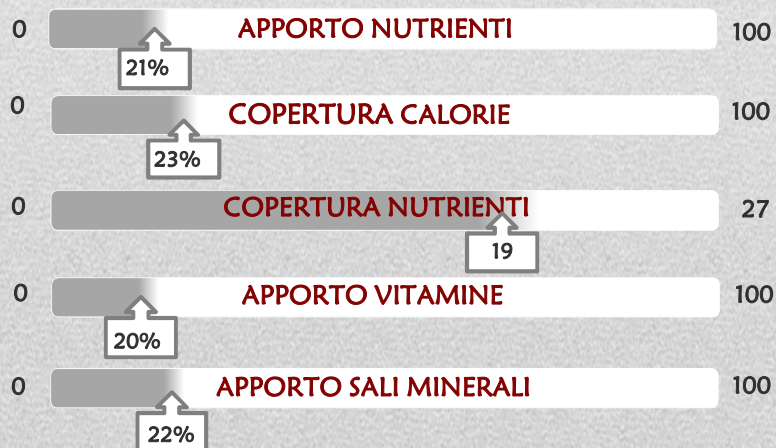 0 APPORTO NUTRIENTI 100
21%
0 COPERTURA CALORIE 100
23%
0 COPERTURA NUTRIENTI 27
19
0 APPORTO VITAMINE 100
20%
0 APPORTO SALI MINERALI 100
22%